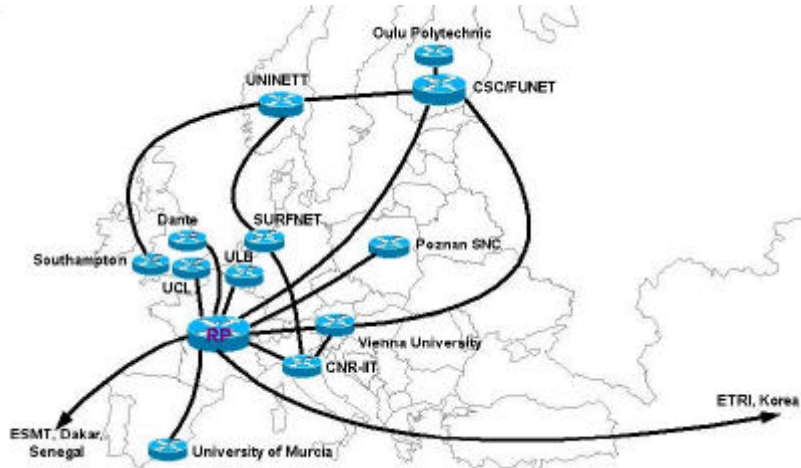 Oulu Polytechnic
UNINETT
CSC/FUNET
Dante
SURFNET
Southampton
ULB
Poznan SNC
UCL
RP
Vienna University
CNR-IIT
ETRI, Korea
ESMT, Dakar,
Senegal
University of Murcia